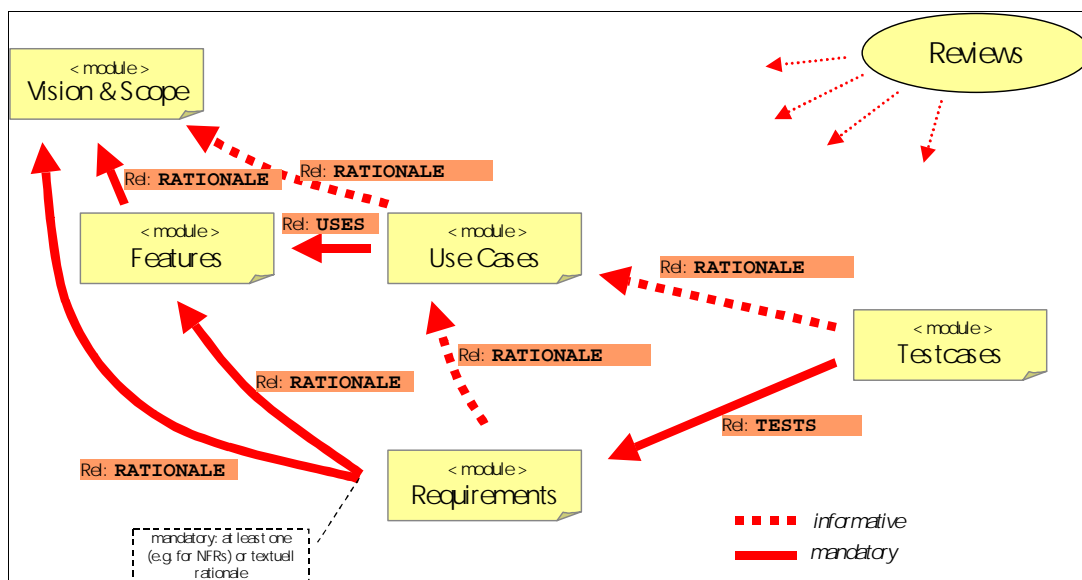 < module >
Vision & Scope
Reviews
Rel: RATIONALE
Rel: RATIONALE
< module >
Features
Rel: USES
< module >
Use Cases
Rel: RATIONALE
< module >
Testcases
Rel: RATIONALE
Rel: RATIONALE
Rel: TESTS
Rel: RATIONALE
< module >
Requirements
mandatory: at least one
(e.g. for NFRs) or textuell
rationale
informative
mandatory